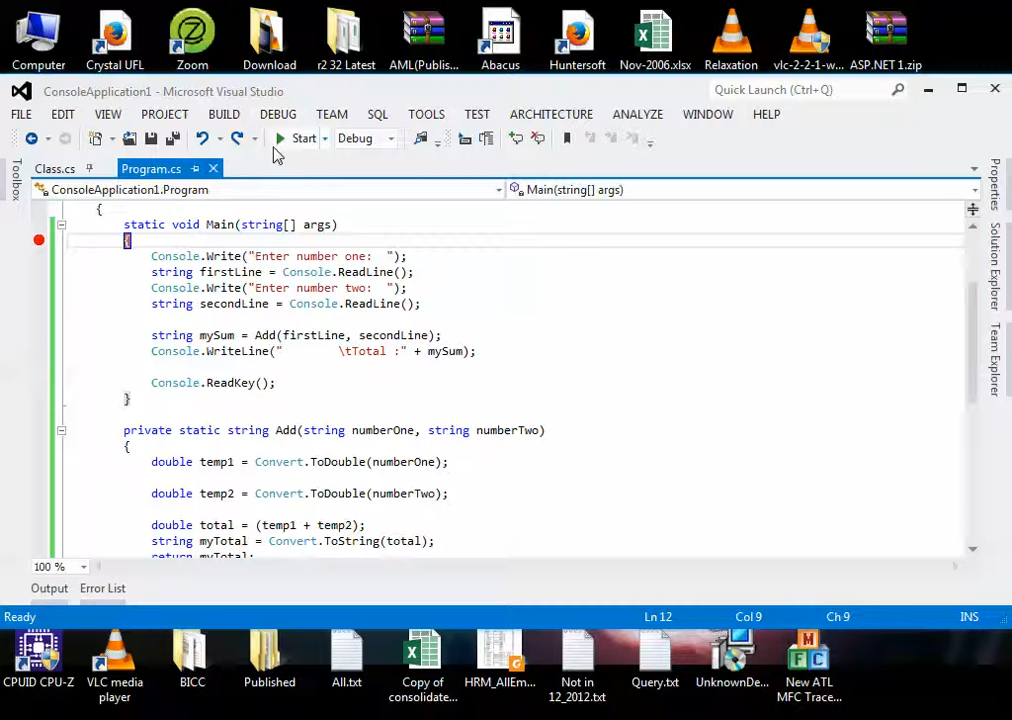 Computer
Crystal UFL
Zoom
Download
r2 32 Latest
AML(Publis...
Abacus
Huntersoft
Nov-2006.xlsx
Relaxation
vlc-2-2-1-w...
ASP.NET 1.zip
ConsoleApplication1 - Microsoft Visual Studio
Quick Launch (Ctrl+Q)
FILE EDIT VIEW PROJECT BUILD DEBUG TEAM SQL TOOLS TEST ARCHITECTURE ANALYZE WINDOW HELP
Start Debug
Toolbox
Class.cs
Program.cs
ConsoleApplication1.Program
Main(string[] args)
{
static void Main(string[] args)
{
Console.Write("Enter number one:  ");
string firstLine = Console.ReadLine();
Console.Write("Enter number two:  ");
string secondLine = Console.ReadLine();
string mySum = Add(firstLine, secondLine);
Console.WriteLine("        \tTotal :" + mySum);
Console.ReadKey();
}
private static string Add(string numberOne, string numberTwo)
{
double temp1 = Convert.ToDouble(numberOne);
double temp2 = Convert.ToDouble(numberTwo);
double total = (temp1 + temp2);
string myTotal = Convert.ToString(total);
return myTotal;
Properties
Solution Explorer
Team Explorer
100 %
Output
Error List
Ready
Ln 12
Col 9
Ch 9
INS
CPUID CPU-Z
VLC media
player
BICC
Published
All.txt
Copy of
consolidate...
HRM_AllEm...
Not in
12_2012.txt
Query.txt
UnknownDe...
New ATL
MFC Trace...